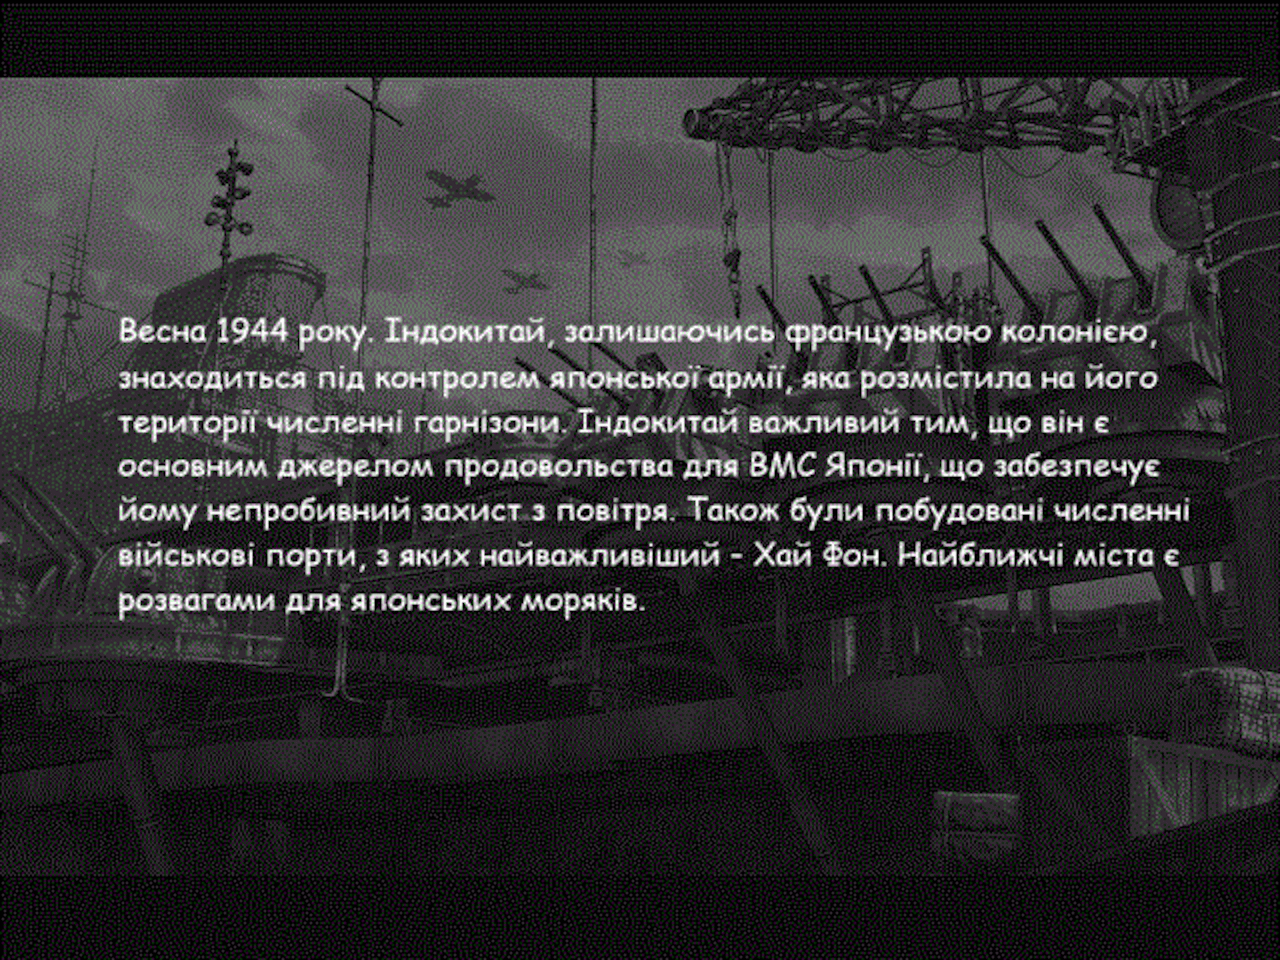 Весна 1944 року. Індокитай, залишаючись французькою колонією,
знаходиться під контролем японської армії, яка розмістила на його
території численні гарнізони. Індокитай важливий тим, що він є
основним джерелом продовольства для ВМС Японії, що забезпечує
йому непробивний захист з повітря. Також були побудовані численні
військові порти, з яких найважливіший – Хай Фон. Найближчі міста є
розвагами для японських моряків.